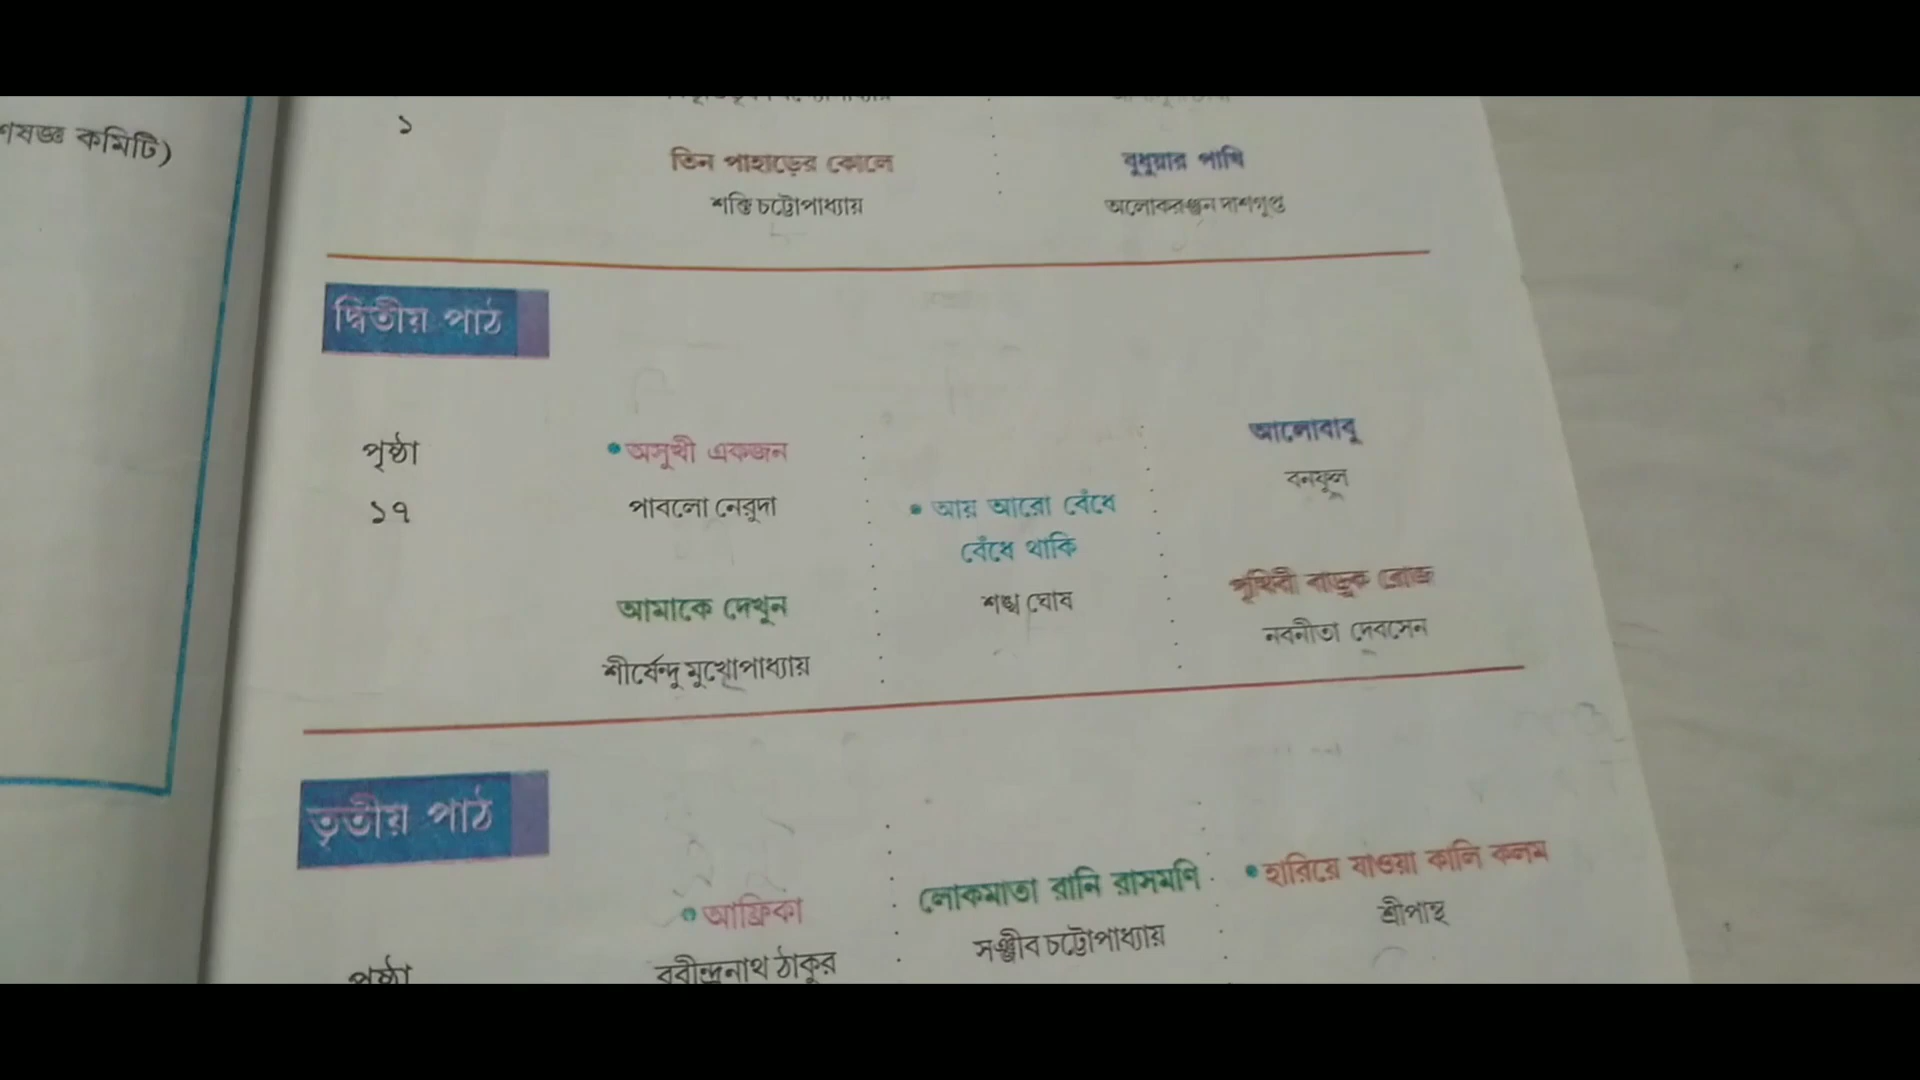 কমিটি)
১
তিন পাহাড়ের কোলে
শক্তি চট্টোপাধ্যায়
বুধুয়ার পাখি
অলোকরঞ্জন দাশগুপ্ত
দ্বিতীয় পাঠ
পৃষ্ঠা
১৭
• অসুখী একজন
পাবলো নেরুদা
আমাকে দেখুন
শীর্ষেন্দু মুখোপাধ্যায়
• আয় আরো বেঁধে
বেঁধে থাকি
শঙ্খ ঘোষ
আলোবাবু
বনফুল
পৃথিবী বাড়ুক রোজ
নবনীতা দেবসেন
তৃতীয় পাঠ
পৃষ্ঠা
• আফ্রিকা
রবীন্দ্রনাথ ঠাকুর
লোকমাতা রানি রাসমণি
সঞ্জীব চট্টোপাধ্যায়
• হারিয়ে যাওয়া কালি কলম
শ্রীপান্থ